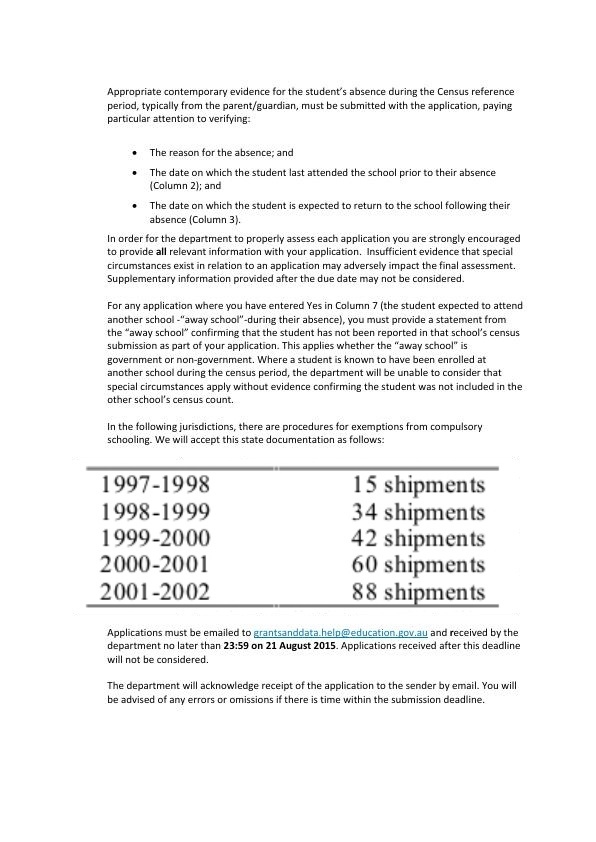 Appropriate contemporary evidence for the student’s absence during the Census reference
period, typically from the parent/guardian, must be submitted with the application, paying
particular attention to verifying:
• The reason for the absence; and
• The date on which the student last attended the school prior to their absence
(Column 2); and
• The date on which the student is expected to return to the school following their
absence (Column 3).
In order for the department to properly assess each application you are strongly encouraged
to provide all relevant information with your application.  Insufficient evidence that special
circumstances exist in relation to an application may adversely impact the final assessment.
Supplementary information provided after the due date may not be considered.
For any application where you have entered Yes in Column 7 (the student expected to attend
another school -“away school”-during their absence), you must provide a statement from
the “away school” confirming that the student has not been reported in that school’s census
submission as part of your application. This applies whether the “away school” is
government or non-government. Where a student is known to have been enrolled at
another school during the census period, the department will be unable to consider that
special circumstances apply without evidence confirming the student was not included in the
other school’s census count.
In the following jurisdictions, there are procedures for exemptions from compulsory
schooling. We will accept this state documentation as follows:
1997-1998 15 shipments
1998-1999 34 shipments
1999-2000 42 shipments
2000-2001 60 shipments
2001-2002 88 shipments
Applications must be emailed to grantsanddata.help@education.gov.au and received by the
department no later than 23:59 on 21 August 2015. Applications received after this deadline
will not be considered.
The department will acknowledge receipt of the application to the sender by email. You will
be advised of any errors or omissions if there is time within the submission deadline.